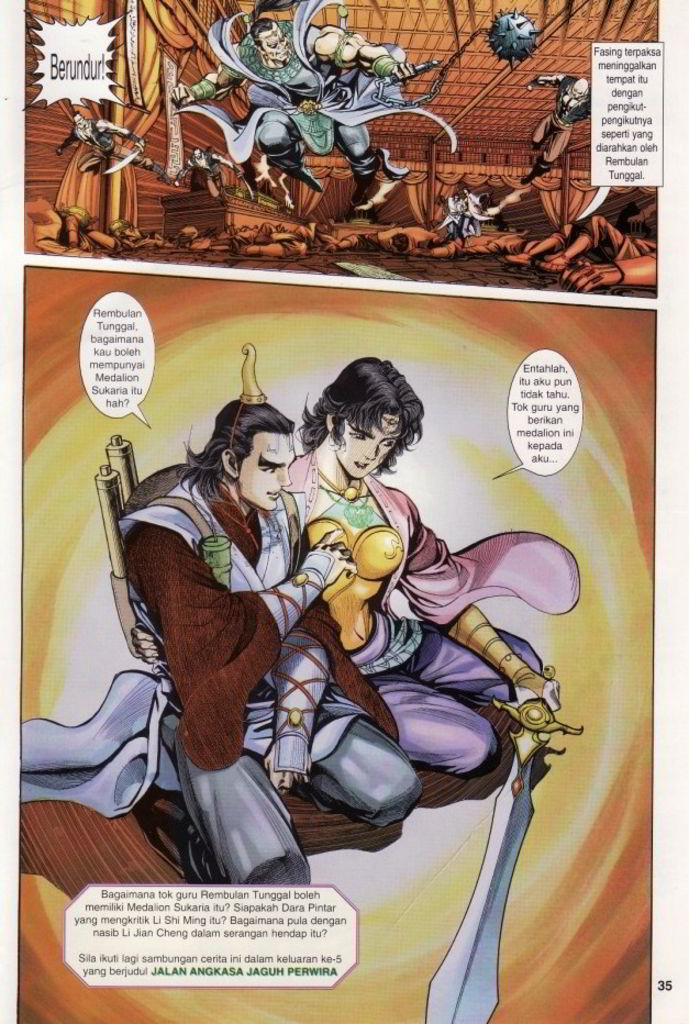 Berundur!
Fasing terpaksa
meninggalkan
tempat itu
dengan
pengikut-
pengikutnya
seperti yang
diarahkan oleh
Rembulan
Tunggal.
Rembulan
Tunggal,
bagaimana
kau boleh
mempunyai
Medalion
Sukaria itu
hah?
Entahlah,
itu aku pun
tidak tahu.
Tok guru yang
berikan
medalion ini
kepada
aku...
Bagaimana tok guru Rembulan Tunggal boleh
memiliki Medalion Sukaria itu? Siapakah Dara Pintar
yang mengkritik Li Shi Ming itu? Bagaimana pula dengan
nasib Li Jian Cheng dalam serangan hendap itu?
Sila ikuti lagi sambungan cerita ini dalam keluaran ke-5
yang berjudul JALAN ANGKASA JAGUH PERWIRA
35